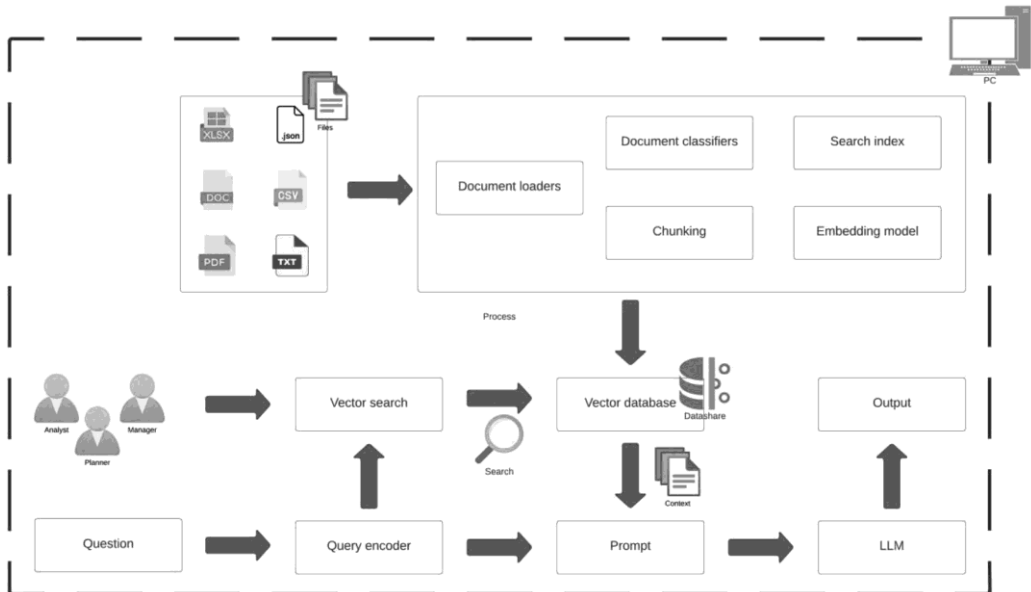 PC
Files
XLSX
.json
DOC
CSV
PDF
TXT
Document loaders
Document classifiers
Search index
Chunking
Embedding model
Process
Analyst
Manager
Planner
Vector search
Search
Vector database
Datashare
Output
Context
Question
Query encoder
Prompt
LLM